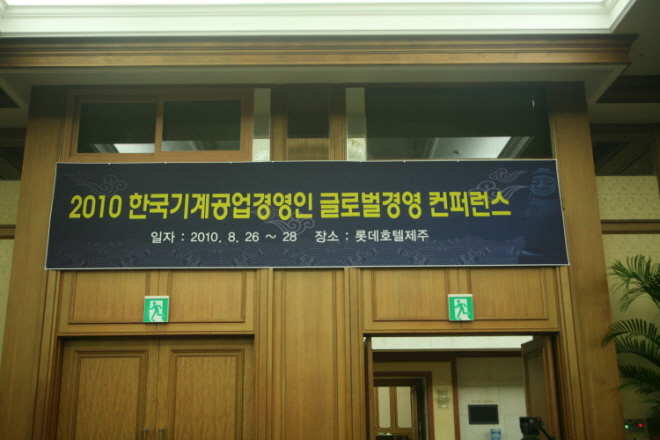 2010 한국기계공업경영인 글로벌경영 컨퍼런스
일자 : 2010. 8. 26 ~ 28 장소 : 롯데호텔제주